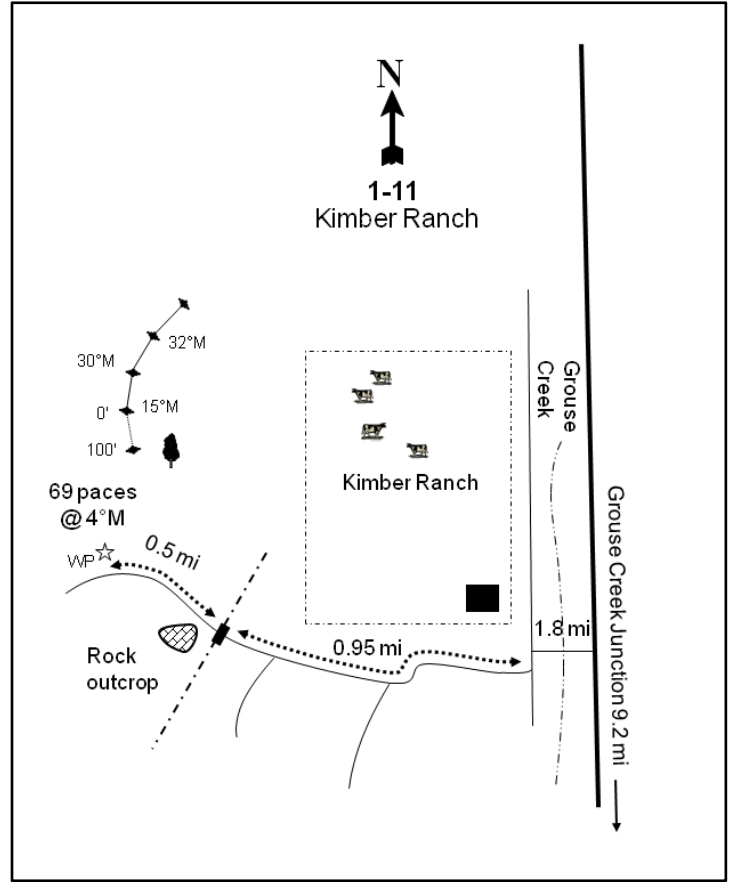 N
1-11
Kimber Ranch
32°M
30°M
15°M
0'
100'
69 paces
@ 4°M
WP
0.5 mi
Rock
outcrop
0.95 mi
Kimber Ranch
1.8 mi
Grouse
Creek
Grouse Creek Junction 9.2 mi